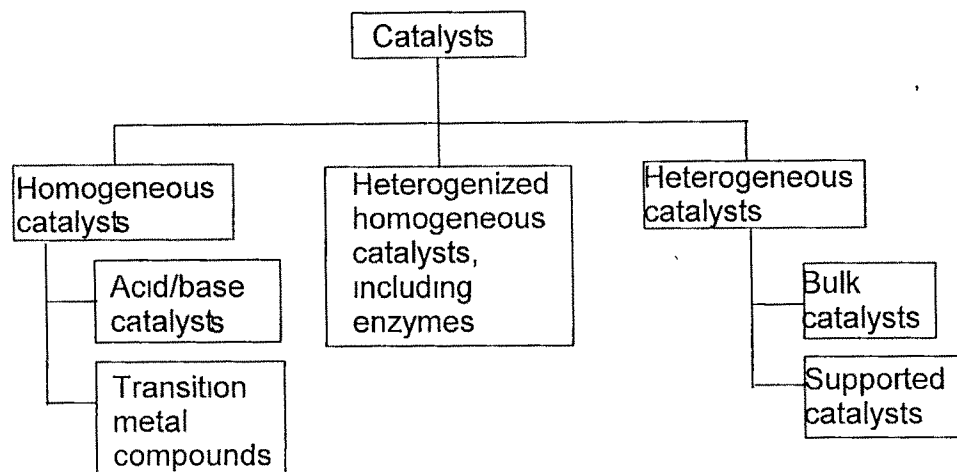 Catalysts
Homogeneous
catalysts
Acid/base
catalysts
Transition
metal
compounds
Heterogenized
homogeneous
catalysts,
including
enzymes
Heterogeneous
catalysts
Bulk
catalysts
Supported
catalysts